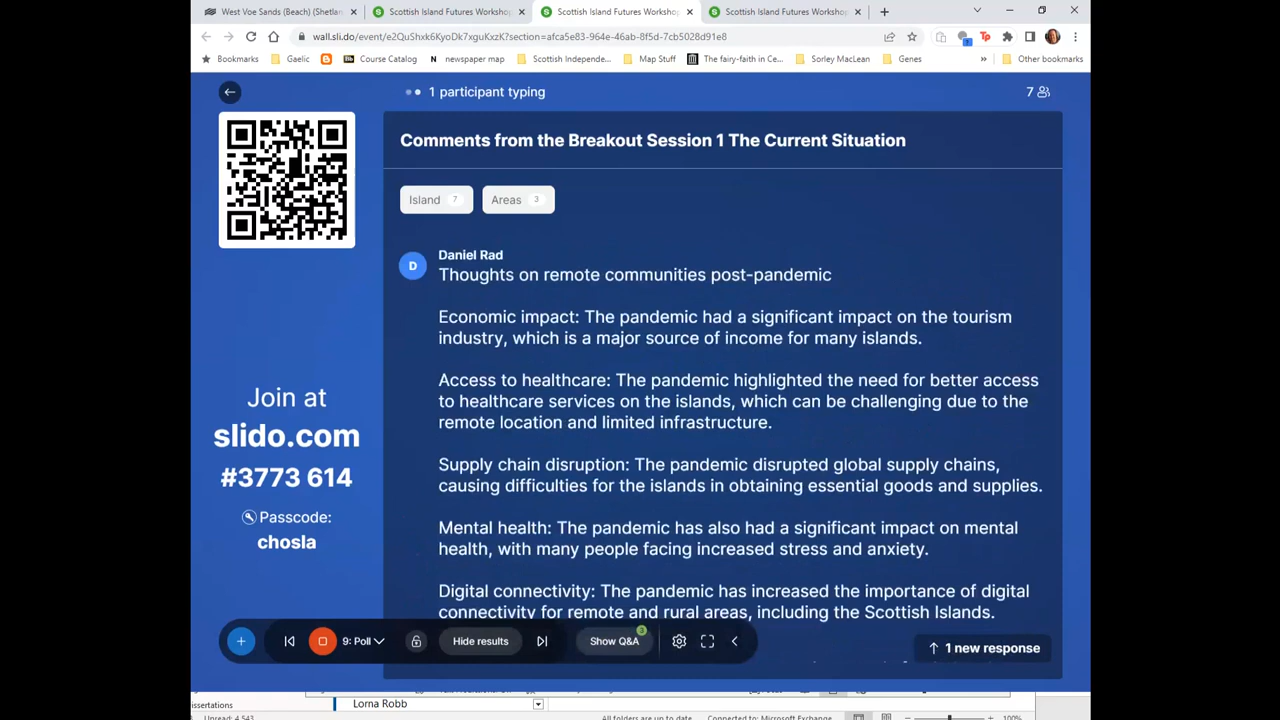 West Voe Sands (Beach) (Shetlan
Scottish Island Futures Worksho
Scottish Island Futures Worksho
Scottish Island Futures Worksho
wall.sli.do/event/e2QuShxk6KyoDk7xguKxzK?section=afca5e83-964e-46ab-8f5d-7cb5028d91e8
Bookmarks
Gaelic
Course Catalog
newspaper map
Scottish Independe...
Map Stuff
The fairy-faith in Ce...
Sorley MacLean
Genes
»
Other bookmarks
1 participant typing
7
Comments from the Breakout Session 1 The Current Situation
Island 7
Areas 3
D
Daniel Rad
Thoughts on remote communities post-pandemic
Economic impact: The pandemic had a significant impact on the tourism
industry, which is a major source of income for many islands.
Access to healthcare: The pandemic highlighted the need for better access
to healthcare services on the islands, which can be challenging due to the
remote location and limited infrastructure.
Supply chain disruption: The pandemic disrupted global supply chains,
causing difficulties for the islands in obtaining essential goods and supplies.
Mental health: The pandemic has also had a significant impact on mental
health, with many people facing increased stress and anxiety.
Digital connectivity: The pandemic has increased the importance of digital
connectivity for remote and rural areas, including the Scottish Islands.
Join at
slido.com
#3773 614
Passcode:
chosla
9: Poll
Hide results
Show Q&A
3
1 new response
issertations
Lorna Robb
Unread: 4,543
All folders are up to date.
Connected to: Microsoft Exchange
100%